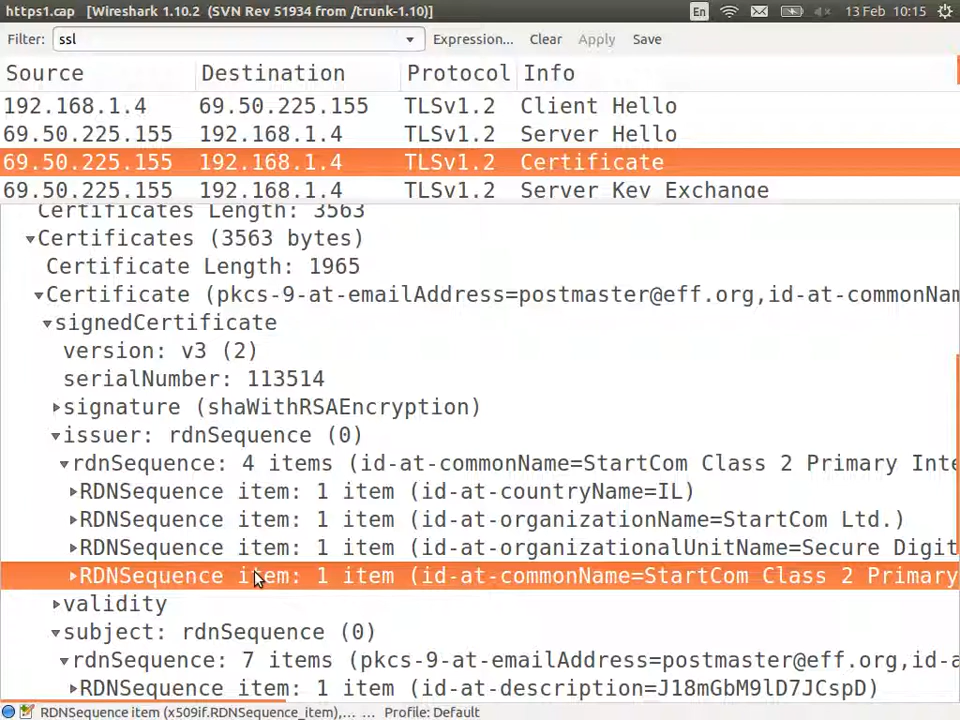 https1.cap [Wireshark 1.10.2 (SVN Rev 51934 from /trunk-1.10)] En 13 Feb 10:15
Filter: ssl Expression... Clear Apply Save
Source Destination Protocol Info
192.168.1.4 69.50.225.155 TLSv1.2 Client Hello
69.50.225.155 192.168.1.4 TLSv1.2 Server Hello
69.50.225.155 192.168.1.4 TLSv1.2 Certificate
69.50.225.155 192.168.1.4 TLSv1.2 Server Key Exchange
Certificates Length: 3563
Certificates (3563 bytes)
Certificate Length: 1965
Certificate (pkcs-9-at-emailAddress=postmaster@eff.org,id-at-commonNam
signedCertificate
version: v3 (2)
serialNumber: 113514
signature (shaWithRSAEncryption)
issuer: rdnSequence (0)
rdnSequence: 4 items (id-at-commonName=StartCom Class 2 Primary Inte
RDNSequence item: 1 item (id-at-countryName=IL)
RDNSequence item: 1 item (id-at-organizationName=StartCom Ltd.)
RDNSequence item: 1 item (id-at-organizationalUnitName=Secure Digit
RDNSequence item: 1 item (id-at-commonName=StartCom Class 2 Primary
validity
subject: rdnSequence (0)
rdnSequence: 7 items (pkcs-9-at-emailAddress=postmaster@eff.org,id-a
RDNSequence item: 1 item (id-at-description=J18mGbM9lD7JCspD)
RDNSequence item (x509if.RDNSequence_item),... ... Profile: Default